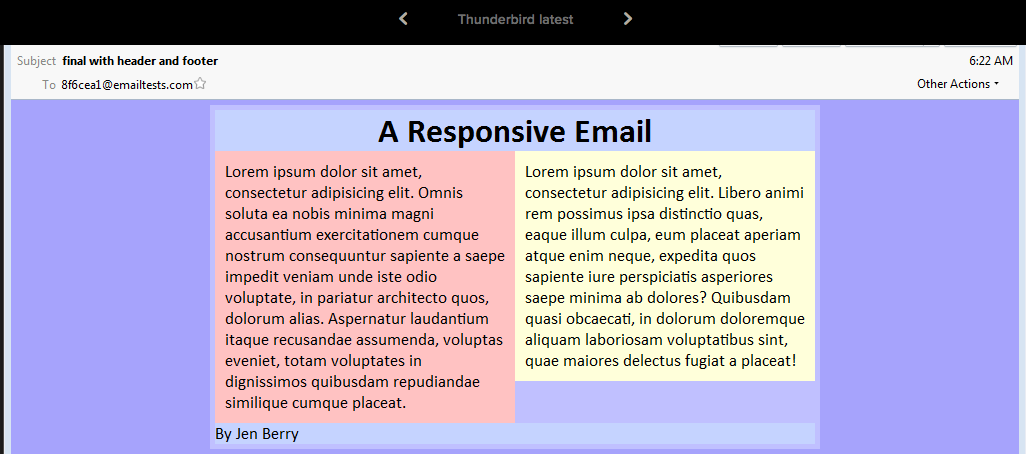 Thunderbird latest
Subject final with header and footer 6:22 AM
To 8f6cea1@emailtests.com Other Actions
A Responsive Email
Lorem ipsum dolor sit amet,
consectetur adipisicing elit. Omnis
soluta ea nobis minima magni
accusantium exercitationem cumque
nostrum consequuntur sapiente a saepe
impedit veniam unde iste odio
voluptate, in pariatur architecto quos,
dolorum alias. Aspernatur laudantium
itaque recusandae assumenda, voluptas
eveniet, totam voluptates in
dignissimos quibusdam repudiandae
similique cumque placeat.
Lorem ipsum dolor sit amet,
consectetur adipisicing elit. Libero animi
rem possimus ipsa distinctio quas,
eaque illum culpa, eum placeat aperiam
atque enim neque, expedita quos
sapiente iure perspiciatis asperiores
saepe minima ab dolores? Quibusdam
quasi obcaecati, in dolorum doloremque
aliquam laboriosam voluptatibus sint,
quae maiores delectus fugiat a placeat!
By Jen Berry